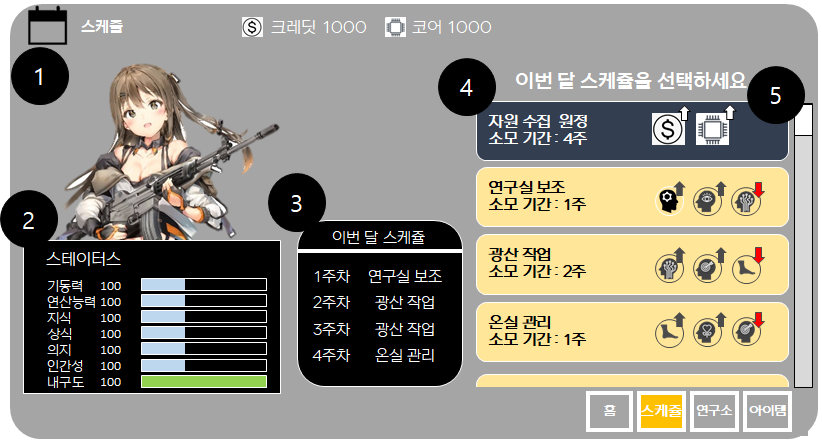 스케쥴
크레딧 1000
코어 1000
1
4
5
이번 달 스케쥴을 선택하세요
자원 수집 원정
소모 기간 : 4주
연구실 보조
소모 기간 : 1주
광산 작업
소모 기간 : 2주
온실 관리
소모 기간 : 1주
2
스테이터스
기동력 100
연산능력 100
지식 100
상식 100
의지 100
인간성 100
내구도 100
3
이번 달 스케쥴
1주차 연구실 보조
2주차 광산 작업
3주차 광산 작업
4주차 온실 관리
홈
스케쥴
연구소
아이템